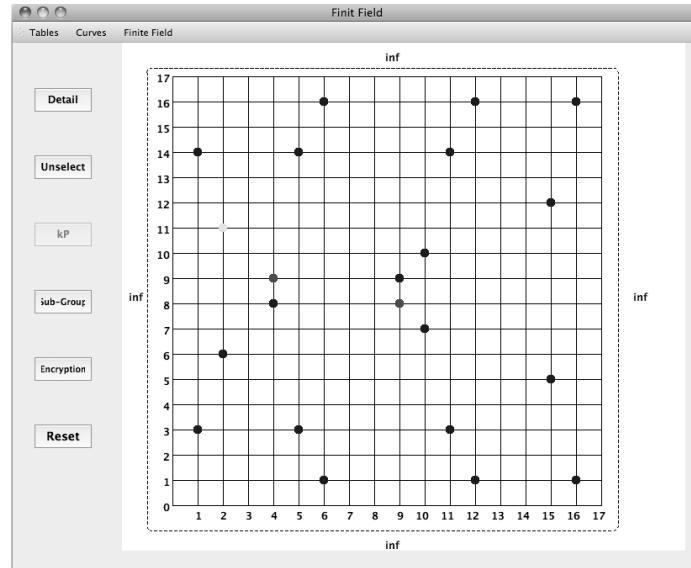 Finit Field
Tables Curves Finite Field
inf
Detail
Unselect
kP
Sub-Group
Encryption
Reset
17
16
15
14
13
12
11
10
9
8
7
6
5
4
3
2
1
0
inf
inf
1 2 3 4 5 6 7 8 9 10 11 12 13 14 15 16 17
inf